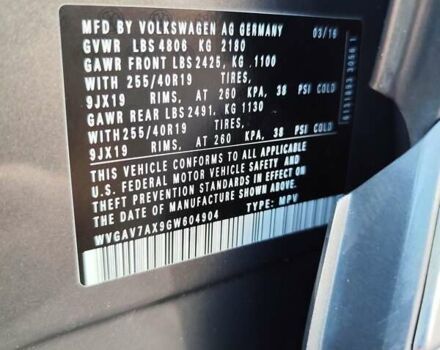 MFD BY VOLKSWAGEN AG GERMANY 03/16
GVWR LBS 4806 KG 2180
GAWR FRONT LBS 2425, KG .1100
WITH 255/40R19 TIRES,
9JX19 RIMS, AT 260 KPA, 38 PSI COLD
GAWR REAR LBS 2491, KG 1130
WITH 255/40R19 TIRES,
9JX19 RIMS, AT 260 KPA, 38 PSI COLD
THIS VEHICLE CONFORMS TO ALL APPLICABLE
U.S. FEDERAL MOTOR VEHICLE SAFETY AND
THEFT PREVENTION STANDARDS IN EFFECT ON
THE DATE OF MANUFACTURE SHOWN ABOVE
WVGAV7AX9GW604904 TYPE: MPV